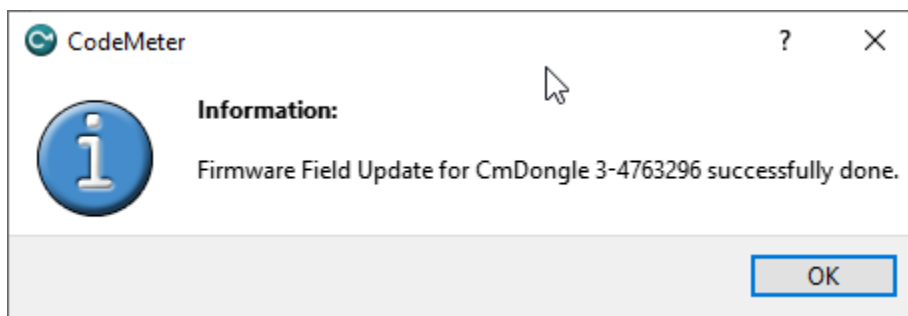 CodeMeter ?
Information:
Firmware Field Update for CmDongle 3-4763296 successfully done.
OK